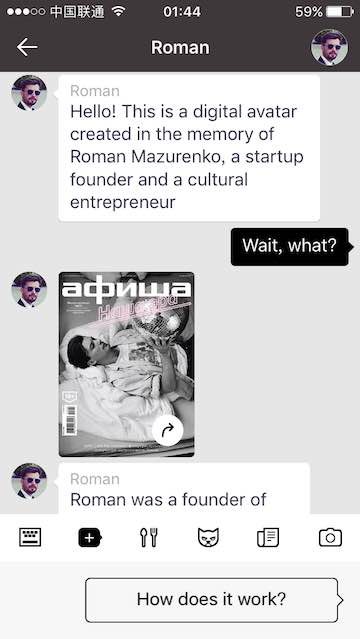 中国联通 01:44 59%
Roman
Roman
Hello! This is a digital avatar
created in the memory of
Roman Mazurenko, a startup
founder and a cultural
entrepreneur
Wait, what?
афиша
Roman
Roman was a founder of
How does it work?